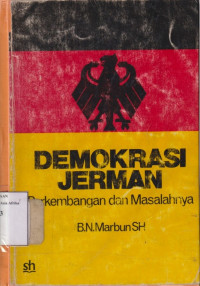 DEMOKRASI
JERMAN
Perkembangan dan Masalahnya
B.N.Marbun SH
sh